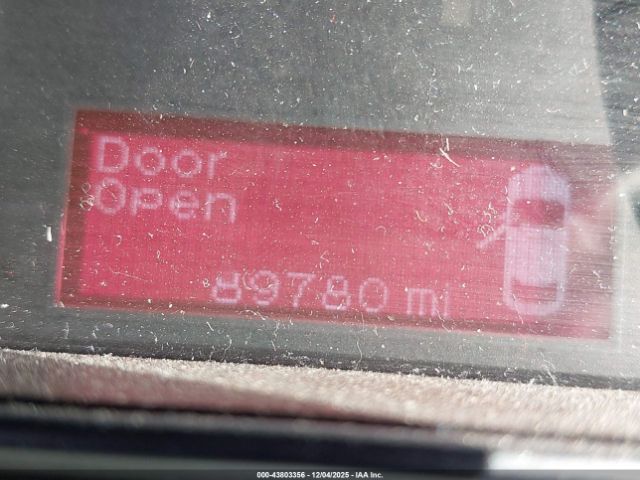 Door
Open
89780 mi
000-43803356 - 12/04/2025 - IAA Inc.